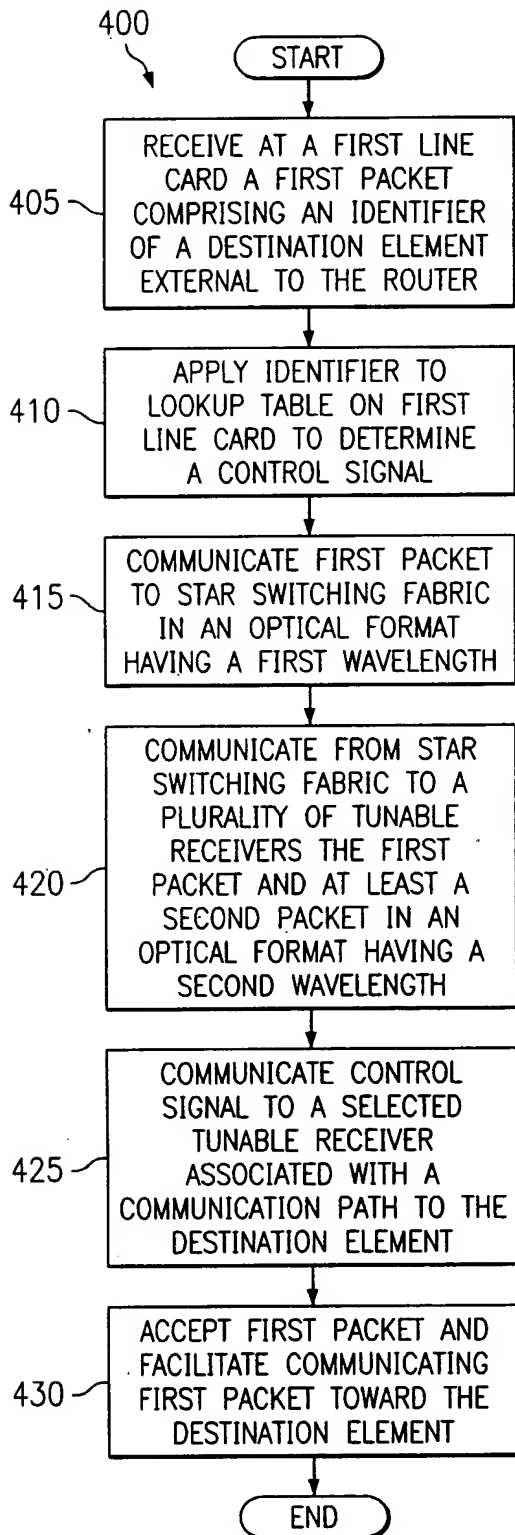 400
START
405
RECEIVE AT A FIRST LINE
CARD A FIRST PACKET
COMPRISING AN IDENTIFIER
OF A DESTINATION ELEMENT
EXTERNAL TO THE ROUTER
410
APPLY IDENTIFIER TO
LOOKUP TABLE ON FIRST
LINE CARD TO DETERMINE
A CONTROL SIGNAL
415
COMMUNICATE FIRST PACKET
TO STAR SWITCHING FABRIC
IN AN OPTICAL FORMAT
HAVING A FIRST WAVELENGTH
420
COMMUNICATE FROM STAR
SWITCHING FABRIC TO A
PLURALITY OF TUNABLE
RECEIVERS THE FIRST
PACKET AND AT LEAST A
SECOND PACKET IN AN
OPTICAL FORMAT HAVING A
SECOND WAVELENGTH
425
COMMUNICATE CONTROL
SIGNAL TO A SELECTED
TUNABLE RECEIVER
ASSOCIATED WITH A
COMMUNICATION PATH TO THE
DESTINATION ELEMENT
430
ACCEPT FIRST PACKET AND
FACILITATE COMMUNICATING
FIRST PACKET TOWARD THE
DESTINATION ELEMENT
END